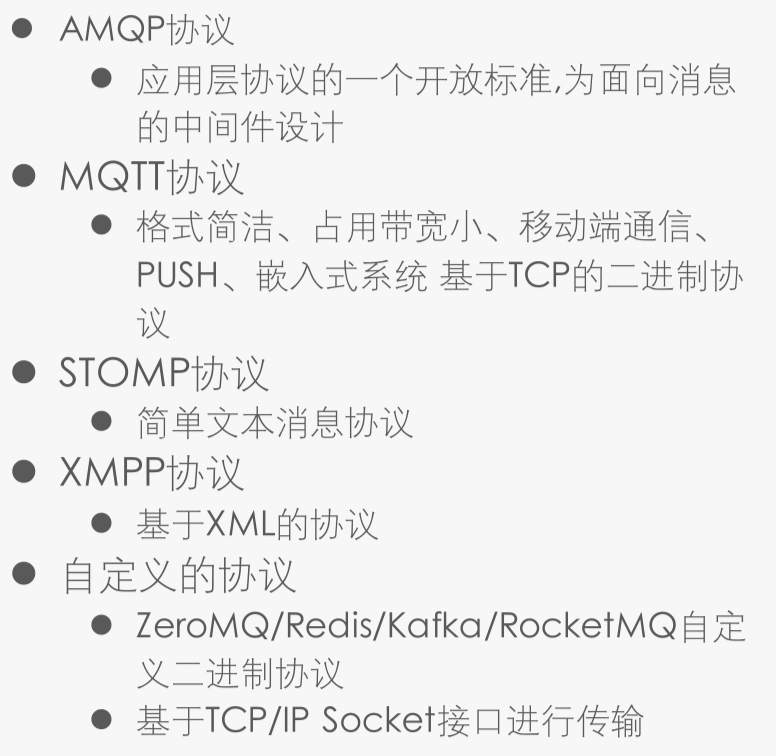 AMQP协议
应用层协议的一个开放标准,为面向消息
的中间件设计
MQTT协议
格式简洁、占用带宽小、移动端通信、
PUSH、嵌入式系统 基于TCP的二进制协
议
STOMP协议
简单文本消息协议
XMPP协议
基于XML的协议
自定义的协议
ZeroMQ/Redis/Kafka/RocketMQ自定
义二进制协议
基于TCP/IP Socket接口进行传输